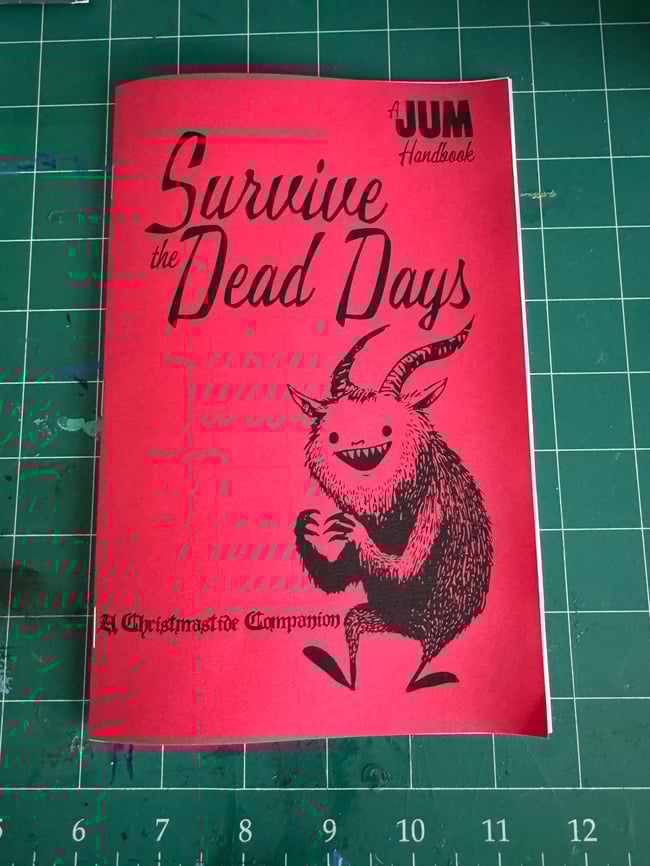 A JUM
Handbook
Survive
the Dead Days
A Christmastide Companion
6 7 8 9 10 11 12